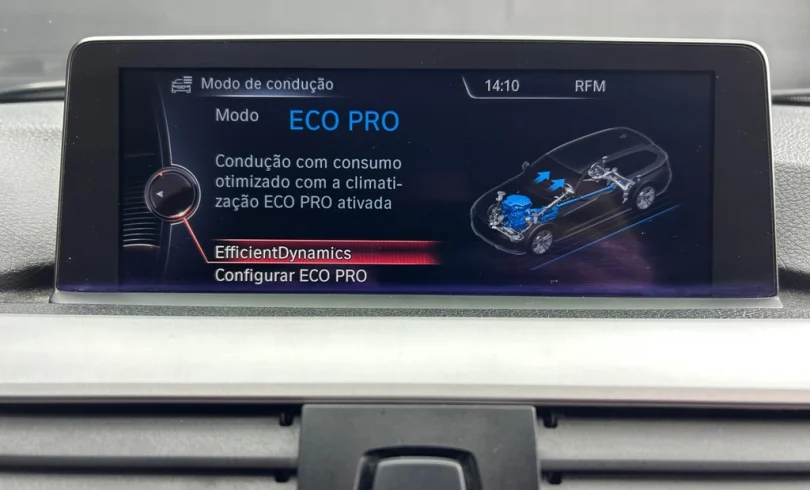 Modo de condução
14:10
RFM
Modo ECO PRO
Condução com consumo
otimizado com a climati-
zação ECO PRO ativada
EfficientDynamics
Configurar ECO PRO